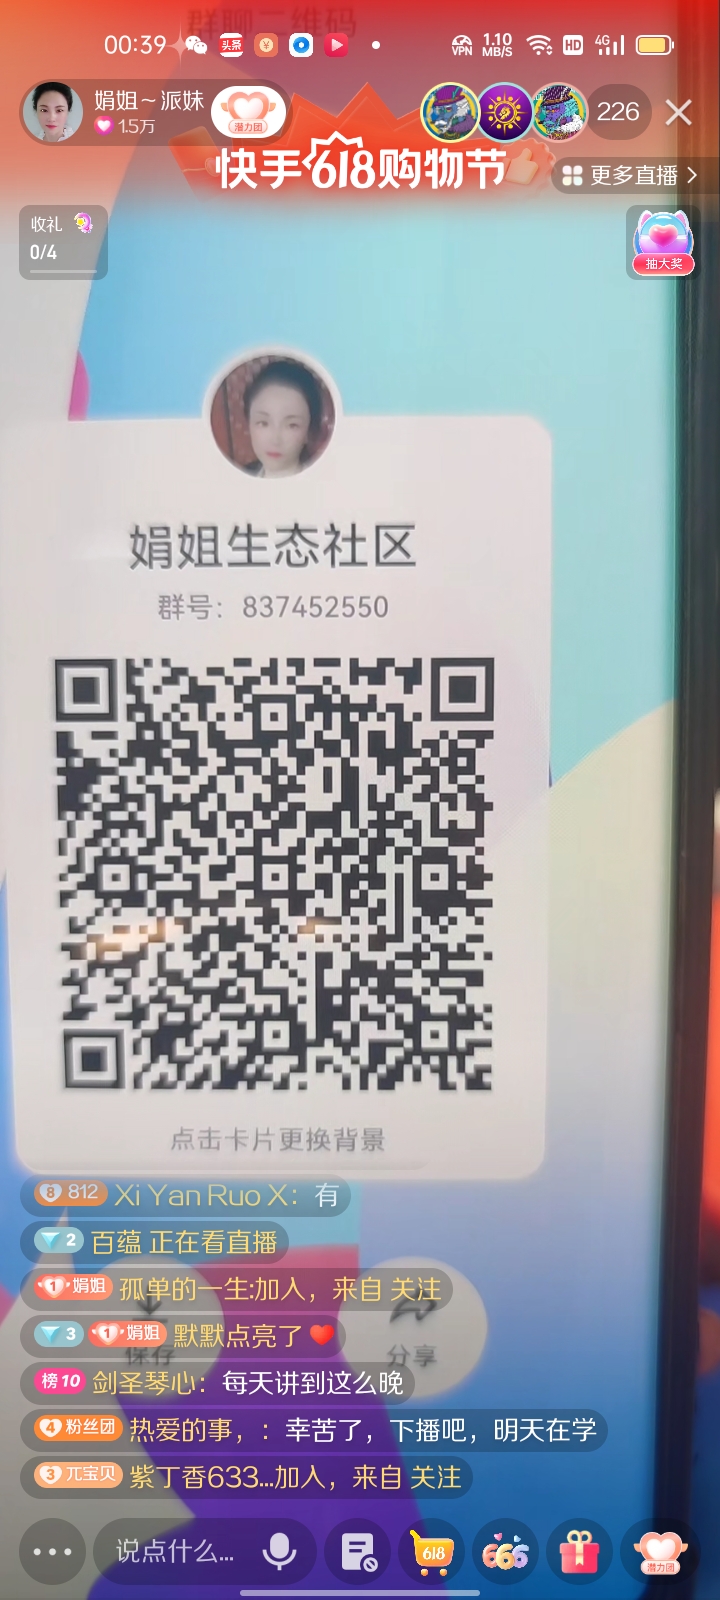 群聊二维码
00:39
头条
VPN
1.10
MB/S
HD
4G
娟姐～派妹
1.5万
潜力团
226
快手618购物节
更多直播
收礼
0/4
抽大奖
娟姐生态社区
群号：837452550
点击卡片更换背景
8 812 Xi Yan Ruo X：有
2 百蕴 正在看直播
1 娟姐 孤单的一生:加入，来自 关注
3 1 娟姐 默默点亮了
保存
分享
榜10 剑圣琴心：每天讲到这么晚
4 粉丝团 热爱的事，：幸苦了，下播吧，明天在学
3 元宝贝 紫丁香633...加入，来自 关注
说点什么...
618
666
潜力团